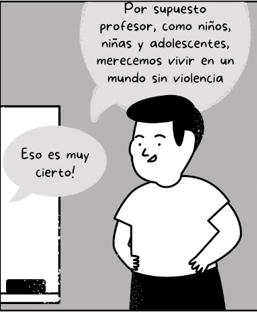 Por supuesto
profesor, como niños,
niñas y adolescentes,
merecemos vivir en un
mundo sin violencia
Eso es muy
cierto!